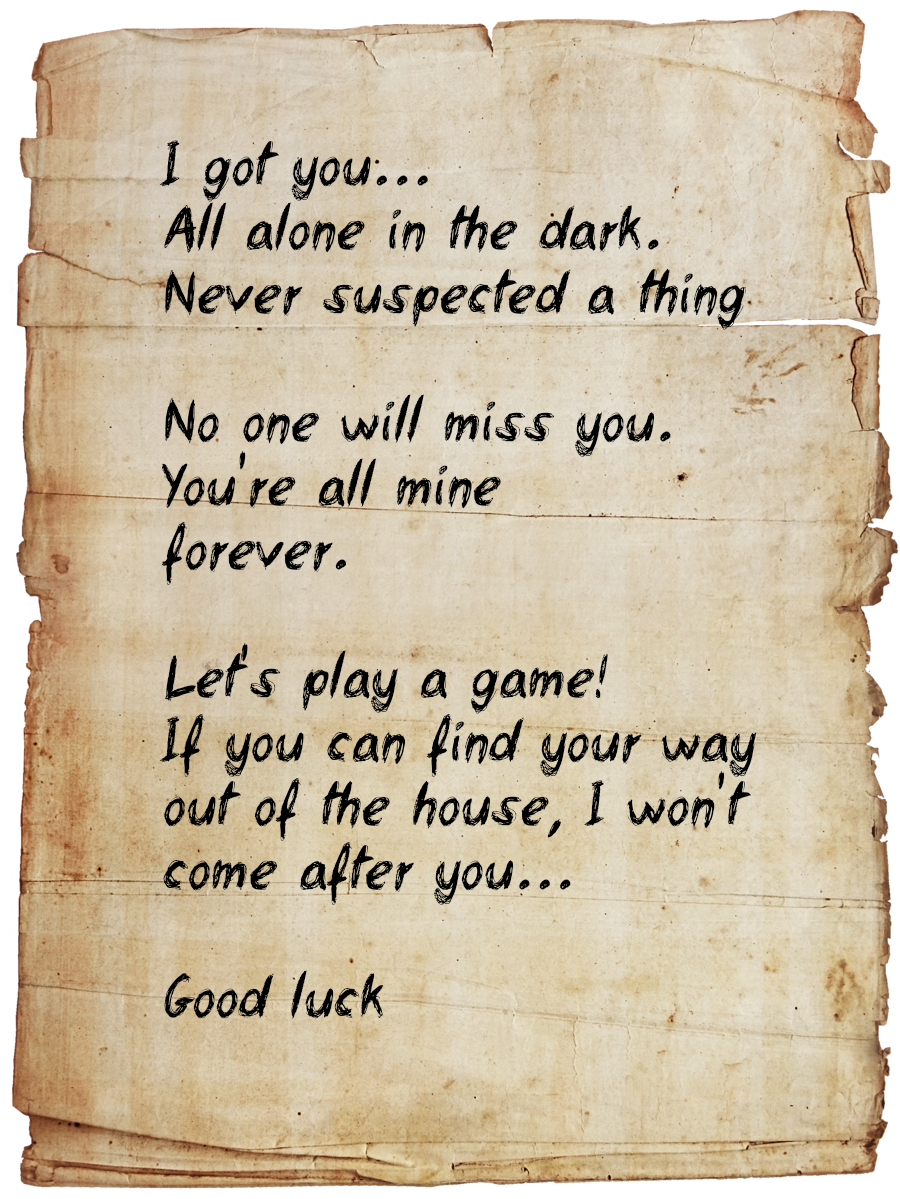 I got you...
All alone in the dark.
Never suspected a thing
No one will miss you.
You're all mine
forever.
Let's play a game!
If you can find your way
out of the house, I won't
come after you...
Good luck